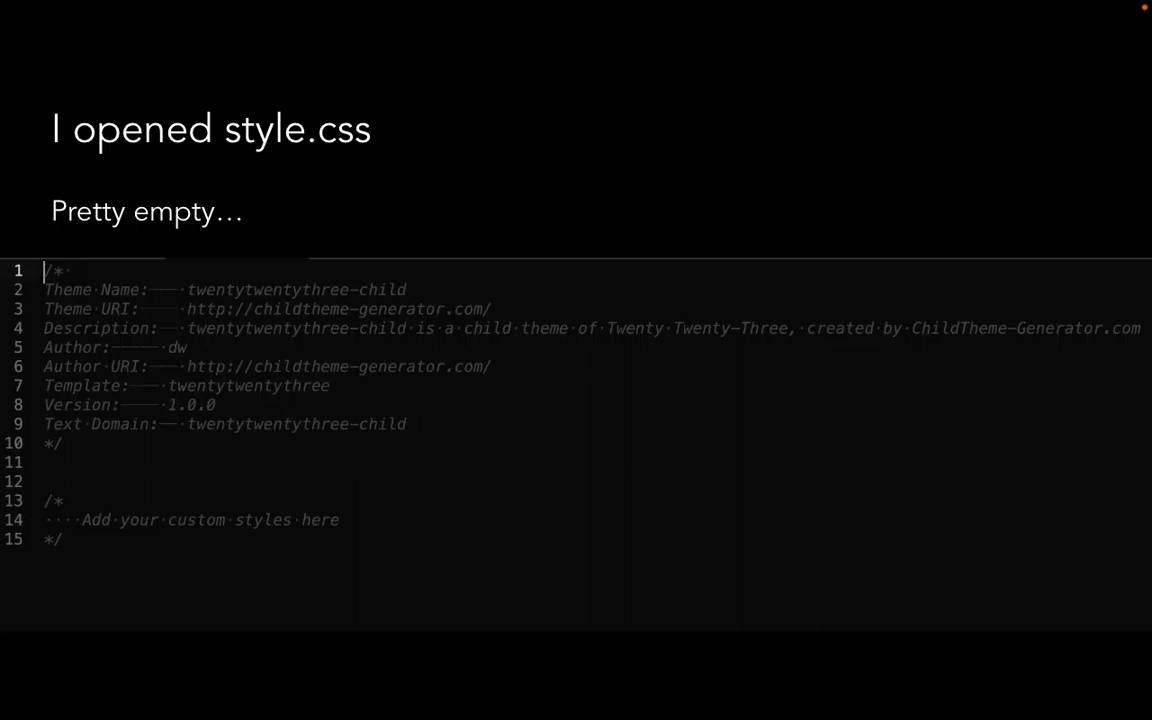 I opened style.css
Pretty empty…
1 /*
2 Theme Name: twentytwentythree-child
3 Theme URI: http://childtheme-generator.com/
4 Description: twentytwentythree-child is a child theme of Twenty Twenty-Three, created by ChildTheme-Generator.com
5 Author: dw
6 Author URI: http://childtheme-generator.com/
7 Template: twentytwentythree
8 Version: 1.0.0
9 Text Domain: twentytwentythree-child
10 */
11
12
13 /*
14 Add your custom styles here
15 */